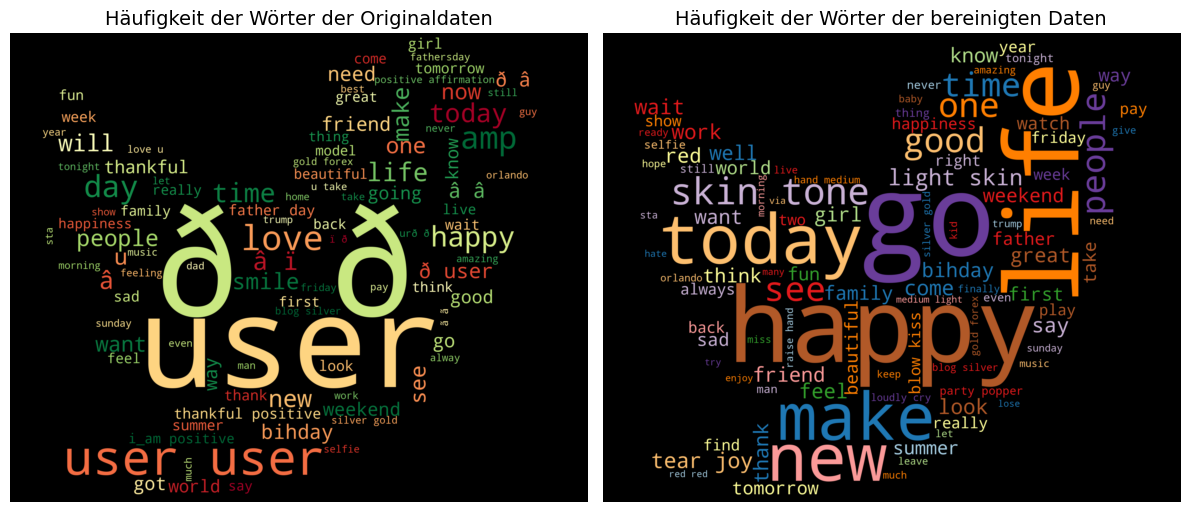 Häufigkeit der Wörter der Originaldaten
girl
come
fathersday
need
tomorrow
ð â
positive affirmation
fun
best
great
now
still
week
make
today
guy
year
will
friend
never
amp
thing
one
know
love u
model
gold forex
tonight
thankful
beautiful
life
let
u take
orlando
day
really
time
home
take
going
â â
show
family
father day
live
happiness
trump
back
wait
sta
people
music
love
i ð
urð ð
happy
u
ð ð
amazing
morning
feeling
â ï
dad
â
smile
friday
pay
think
ð user
sad
first
good
blog silver
â â
sunday
user
want
even
look
go
alway
feel
way
man
see
thank
work
new
thankful positive
weekend
silver gold
summer
bihday
i_am positive
user user
selfie
much
got
world
say
Häufigkeit der Wörter der bereinigten Daten
year
know
tonight
amazing
way
never
time
life
guy
wait
baby
one
people
pay
show
thing
ready
work
happiness
watch
give
selfie
good
friday
red
well
right
hope
still
world
live
light skin
week
skin tone
hand medium
weekend
morning
via
go
silver gold
kid
sta
want
two
girl
trump
need
today
father
hate
great
take
orlando
think
many
fun
see
bihday
always
family
come
finally
first
medium light
even
happy
beautiful
blow kiss
gold forex
play
say
back
sad
miss
raise hand
sunday
try
blog silver
music
enjoy
friend
keep
man
feel
party popper
make
loudly cry
look
lose
really
thank
let
find
new
summer
tear joy
leave
red red
much
tomorrow